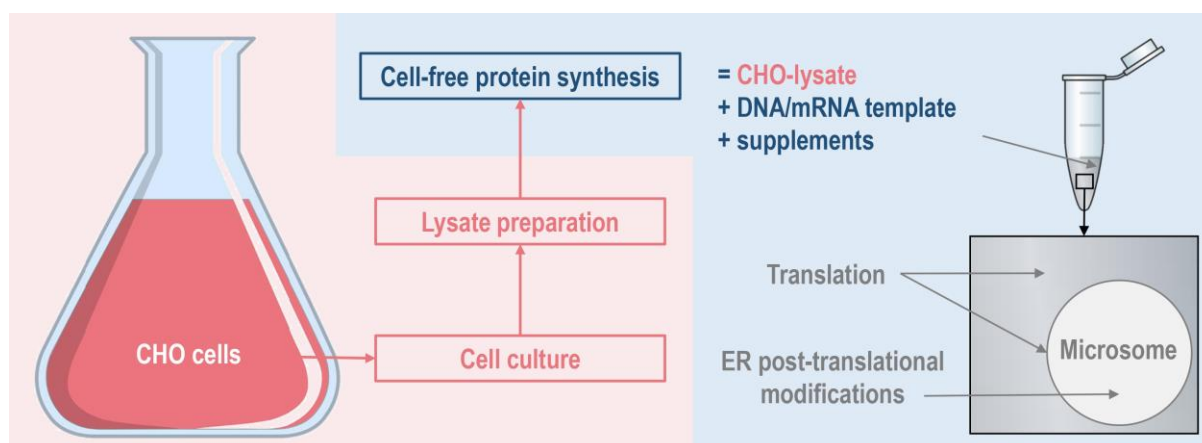 Cell-free protein synthesis
= CHO-lysate
+ DNA/mRNA template
+ supplements
Lysate preparation
Cell culture
CHO cells
Translation
ER post-translational
modifications
Microsome